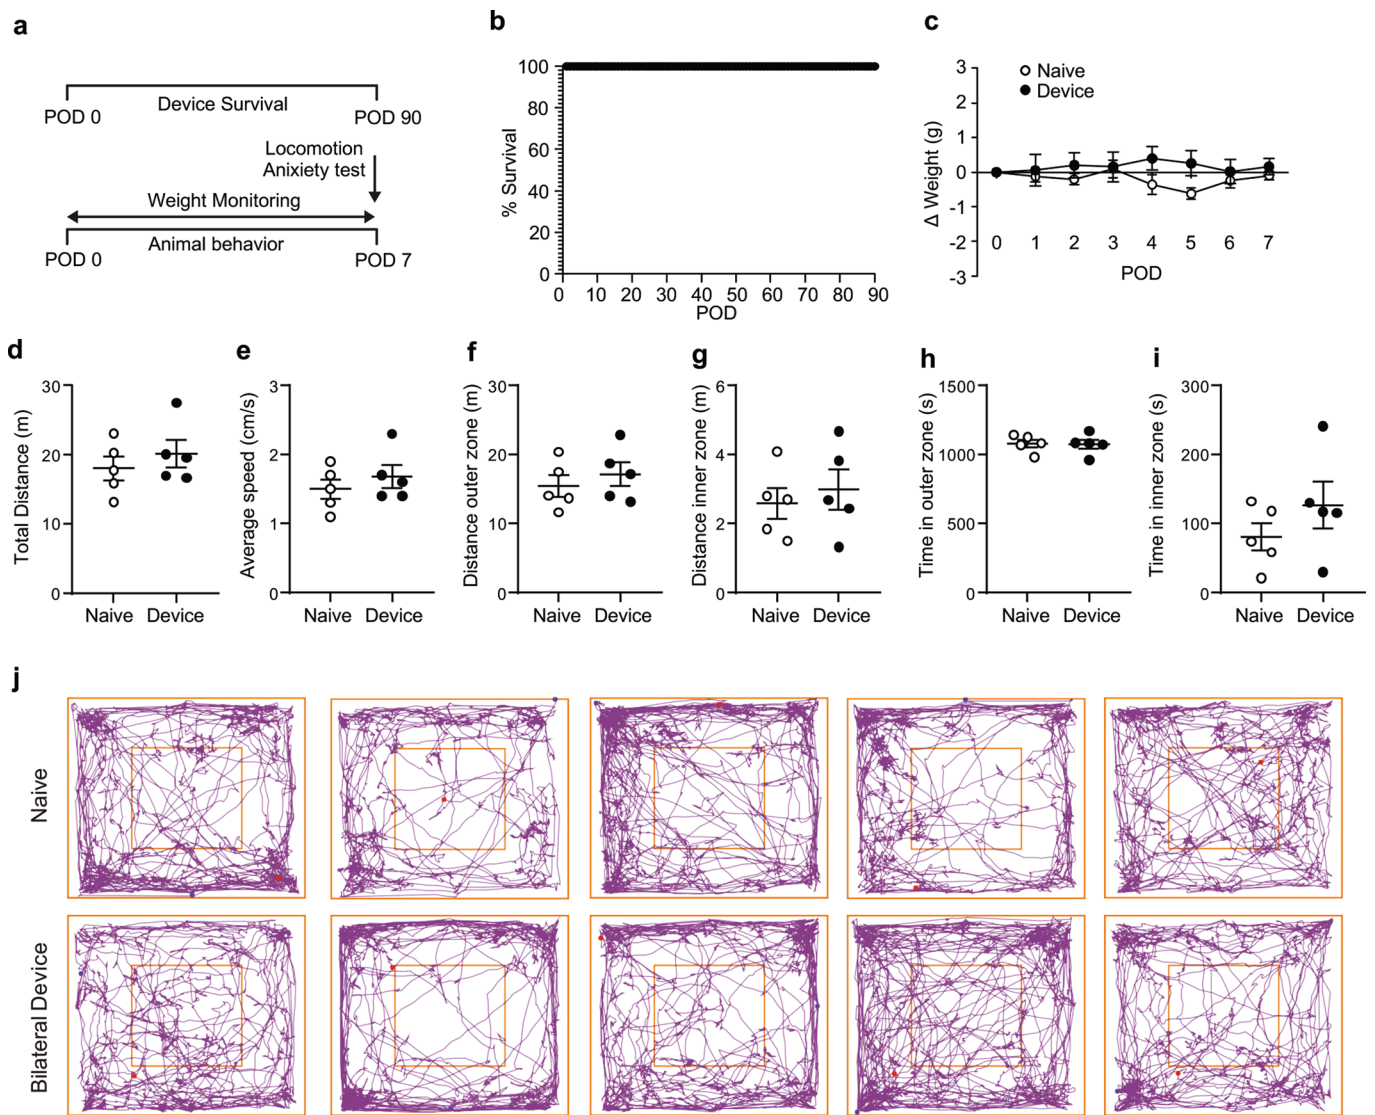 a
Device Survival
POD 0
POD 90
Locomotion
Anixiety test
Weight Monitoring
Animal behavior
POD 0
POD 7
b
% Survival
100
80
60
40
20
0
0 10 20 30 40 50 60 70 80 90
POD
c
Naive
Device
Δ Weight (g)
3
2
1
0
-1
-2
-3
0 1 2 3 4 5 6 7
POD
d
Total Distance (m)
30
20
10
0
Naive Device
e
Average speed (cm/s)
3
2
1
0
Naive Device
f
Distance outer zone (m)
30
20
10
0
Naive Device
g
Distance inner zone (m)
6
4
2
0
Naive Device
h
Time in outer zone (s)
1500
1000
500
0
Naive Device
i
Time in inner zone (s)
300
200
100
0
Naive Device
j
Naive
Bilateral Device